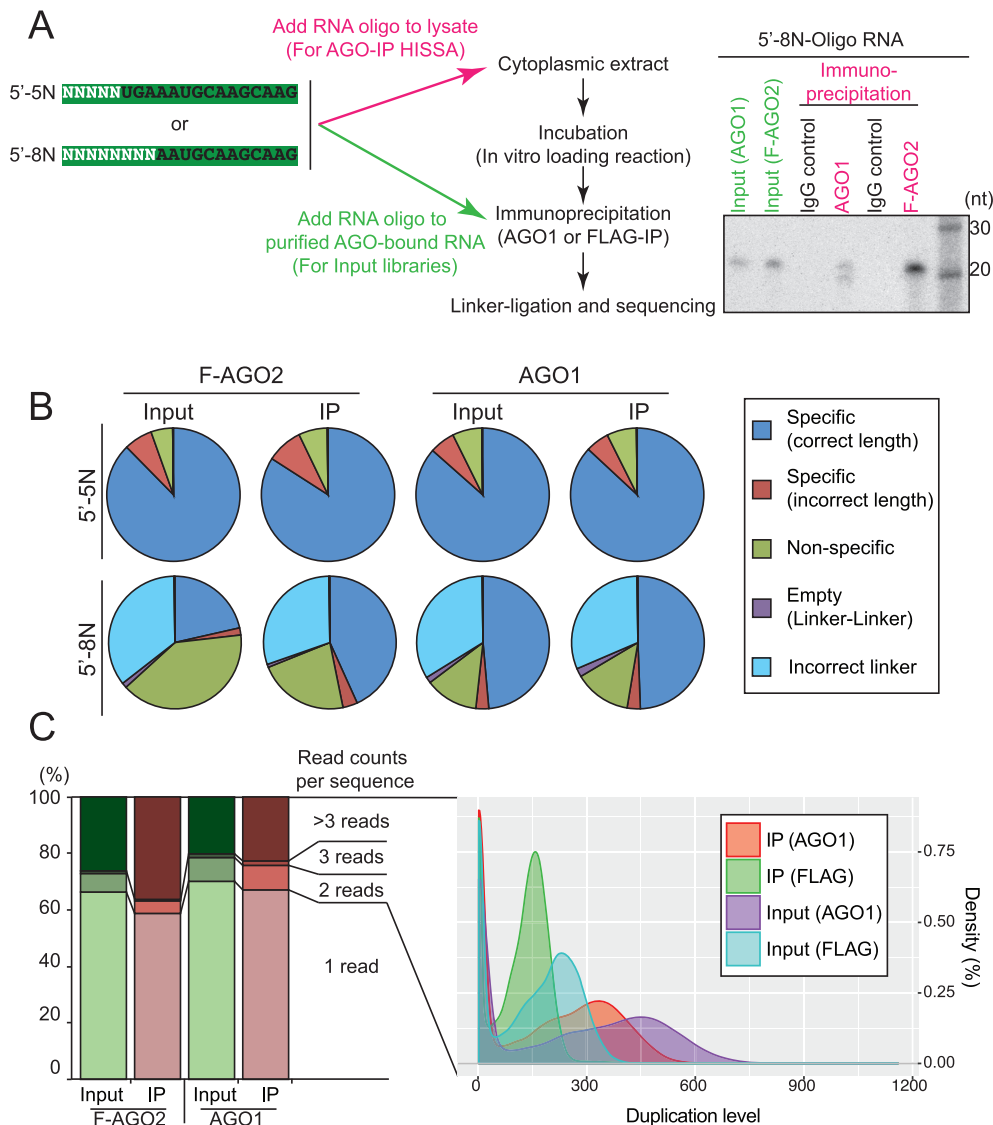 A
Add RNA oligo to lysate
(For AGO-IP HISSA)
5'-5N NNNNNUGAAAUGCAAGCAAG
or
5'-8N NNNNNNNNAAUGCAAGCAAG
Add RNA oligo to
purified AGO-bound RNA
(For Input libraries)
Cytoplasmic extract
Incubation
(In vitro loading reaction)
Immunoprecipitation
(AGO1 or FLAG-IP)
Linker-ligation and sequencing
5'-8N-Oligo RNA
Immuno-
precipitation
Input (AGO1)
Input (F-AGO2)
IgG control
AGO1
IgG control
F-AGO2
(nt)
30
20
B
F-AGO2
AGO1
Input
IP
Input
IP
5'-5N
5'-8N
Specific
(correct length)
Specific
(incorrect length)
Non-specific
Empty
(Linker-Linker)
Incorrect linker
C
(%)
100
80
60
40
20
0
Input
IP
Input
IP
F-AGO2
AGO1
Read counts
per sequence
>3 reads
3 reads
2 reads
1 read
IP (AGO1)
IP (FLAG)
Input (AGO1)
Input (FLAG)
0.75
0.50
0.25
0.00
Density (%)
0
300
600
900
1200
Duplication level